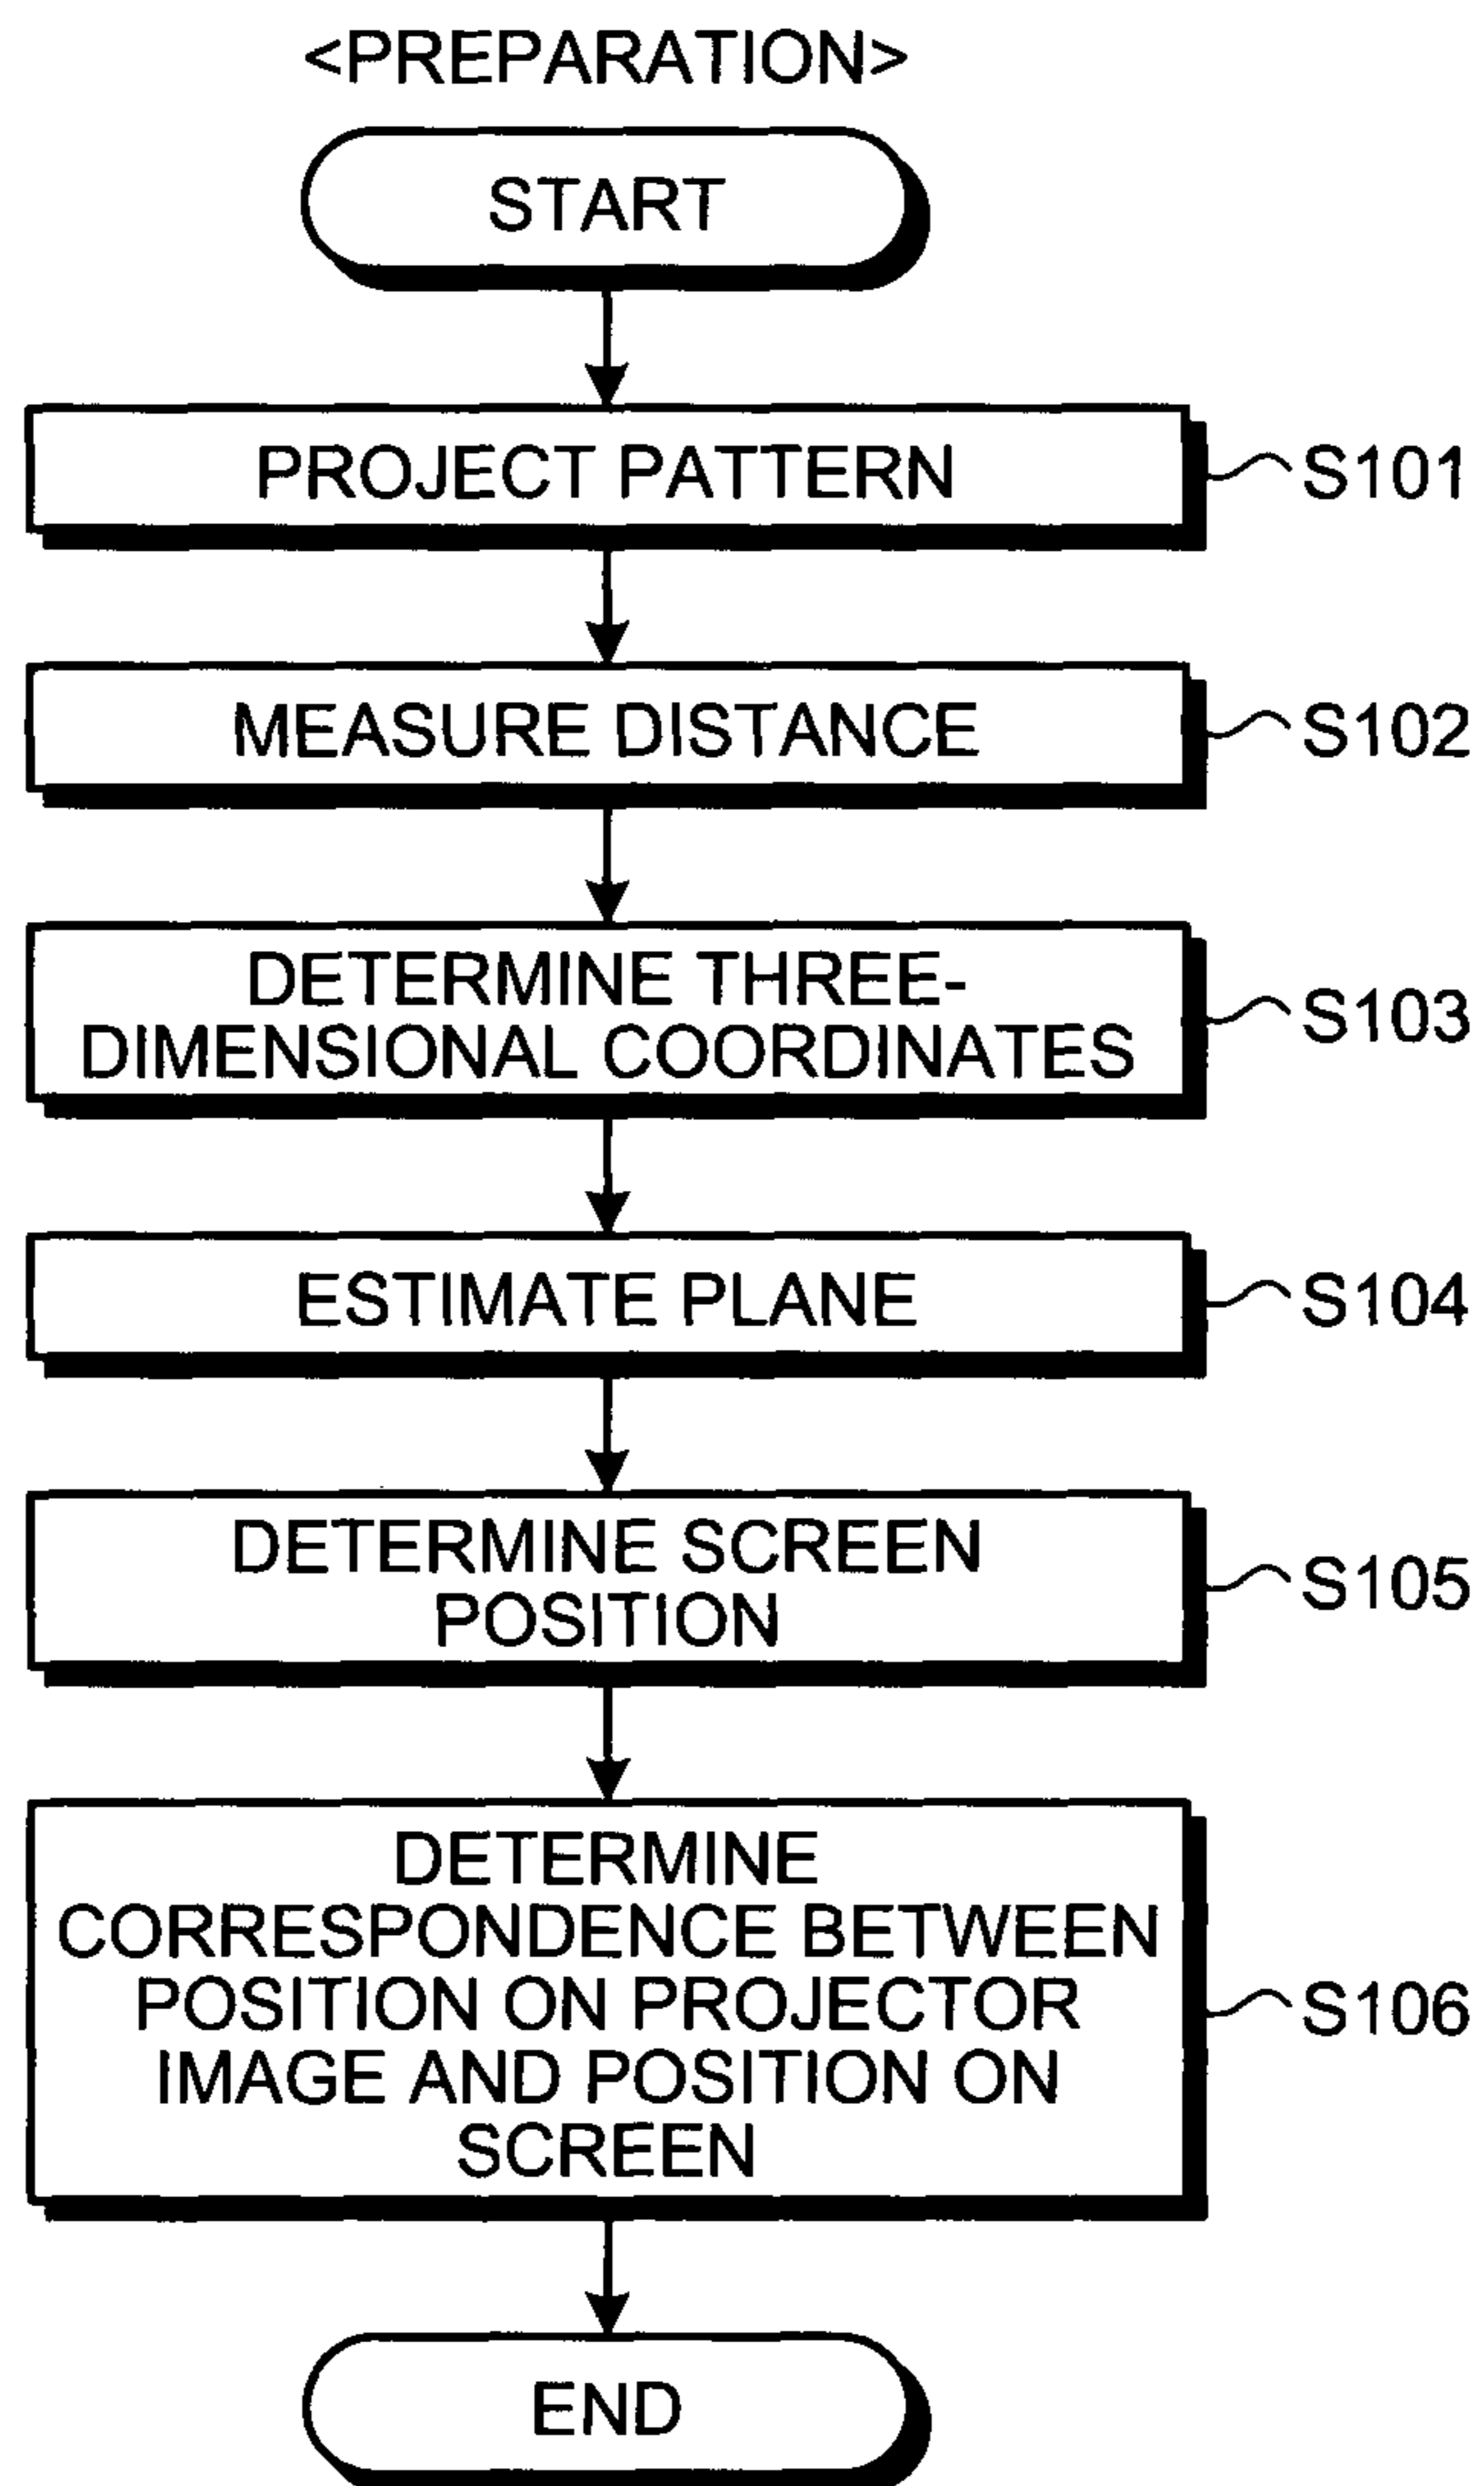 <PREPARATION>
START
PROJECT PATTERN
S101
MEASURE DISTANCE
S102
DETERMINE THREE-
DIMENSIONAL COORDINATES
S103
ESTIMATE PLANE
S104
DETERMINE SCREEN
POSITION
S105
DETERMINE
CORRESPONDENCE BETWEEN
POSITION ON PROJECTOR
IMAGE AND POSITION ON
SCREEN
S106
END